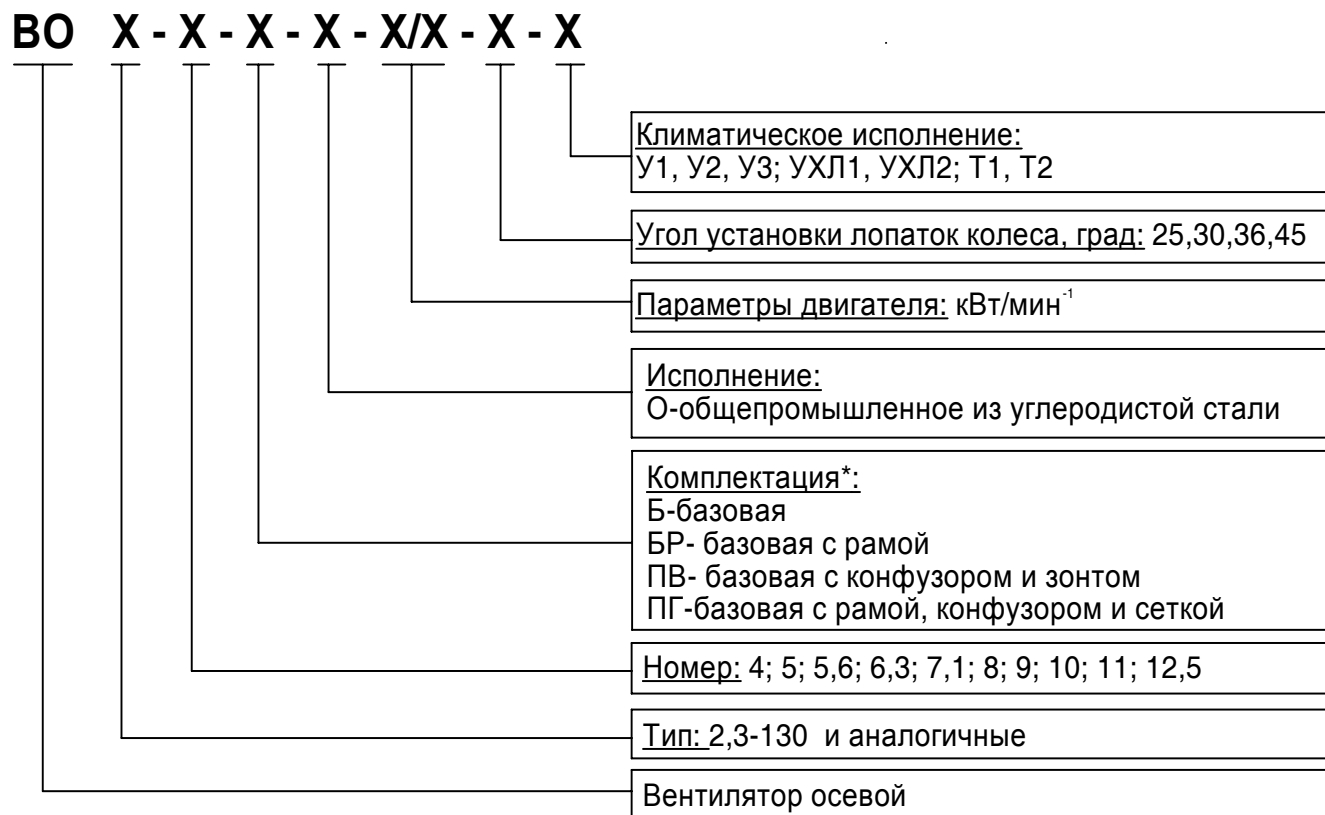 ВО Х - Х - Х - Х - Х/Х - Х - Х
Климатическое исполнение:
У1, У2, У3; УХЛ1, УХЛ2; Т1, Т2
Угол установки лопаток колеса, град: 25,30,36,45
Параметры двигателя: кВт/мин⁻¹
Исполнение:
О-общепромышленное из углеродистой стали
Комплектация*:
Б-базовая
БР- базовая с рамой
ПВ- базовая с конфузором и зонтом
ПГ-базовая с рамой, конфузором и сеткой
Номер: 4; 5; 5,6; 6,3; 7,1; 8; 9; 10; 11; 12,5
Тип: 2,3-130 и аналогичные
Вентилятор осевой